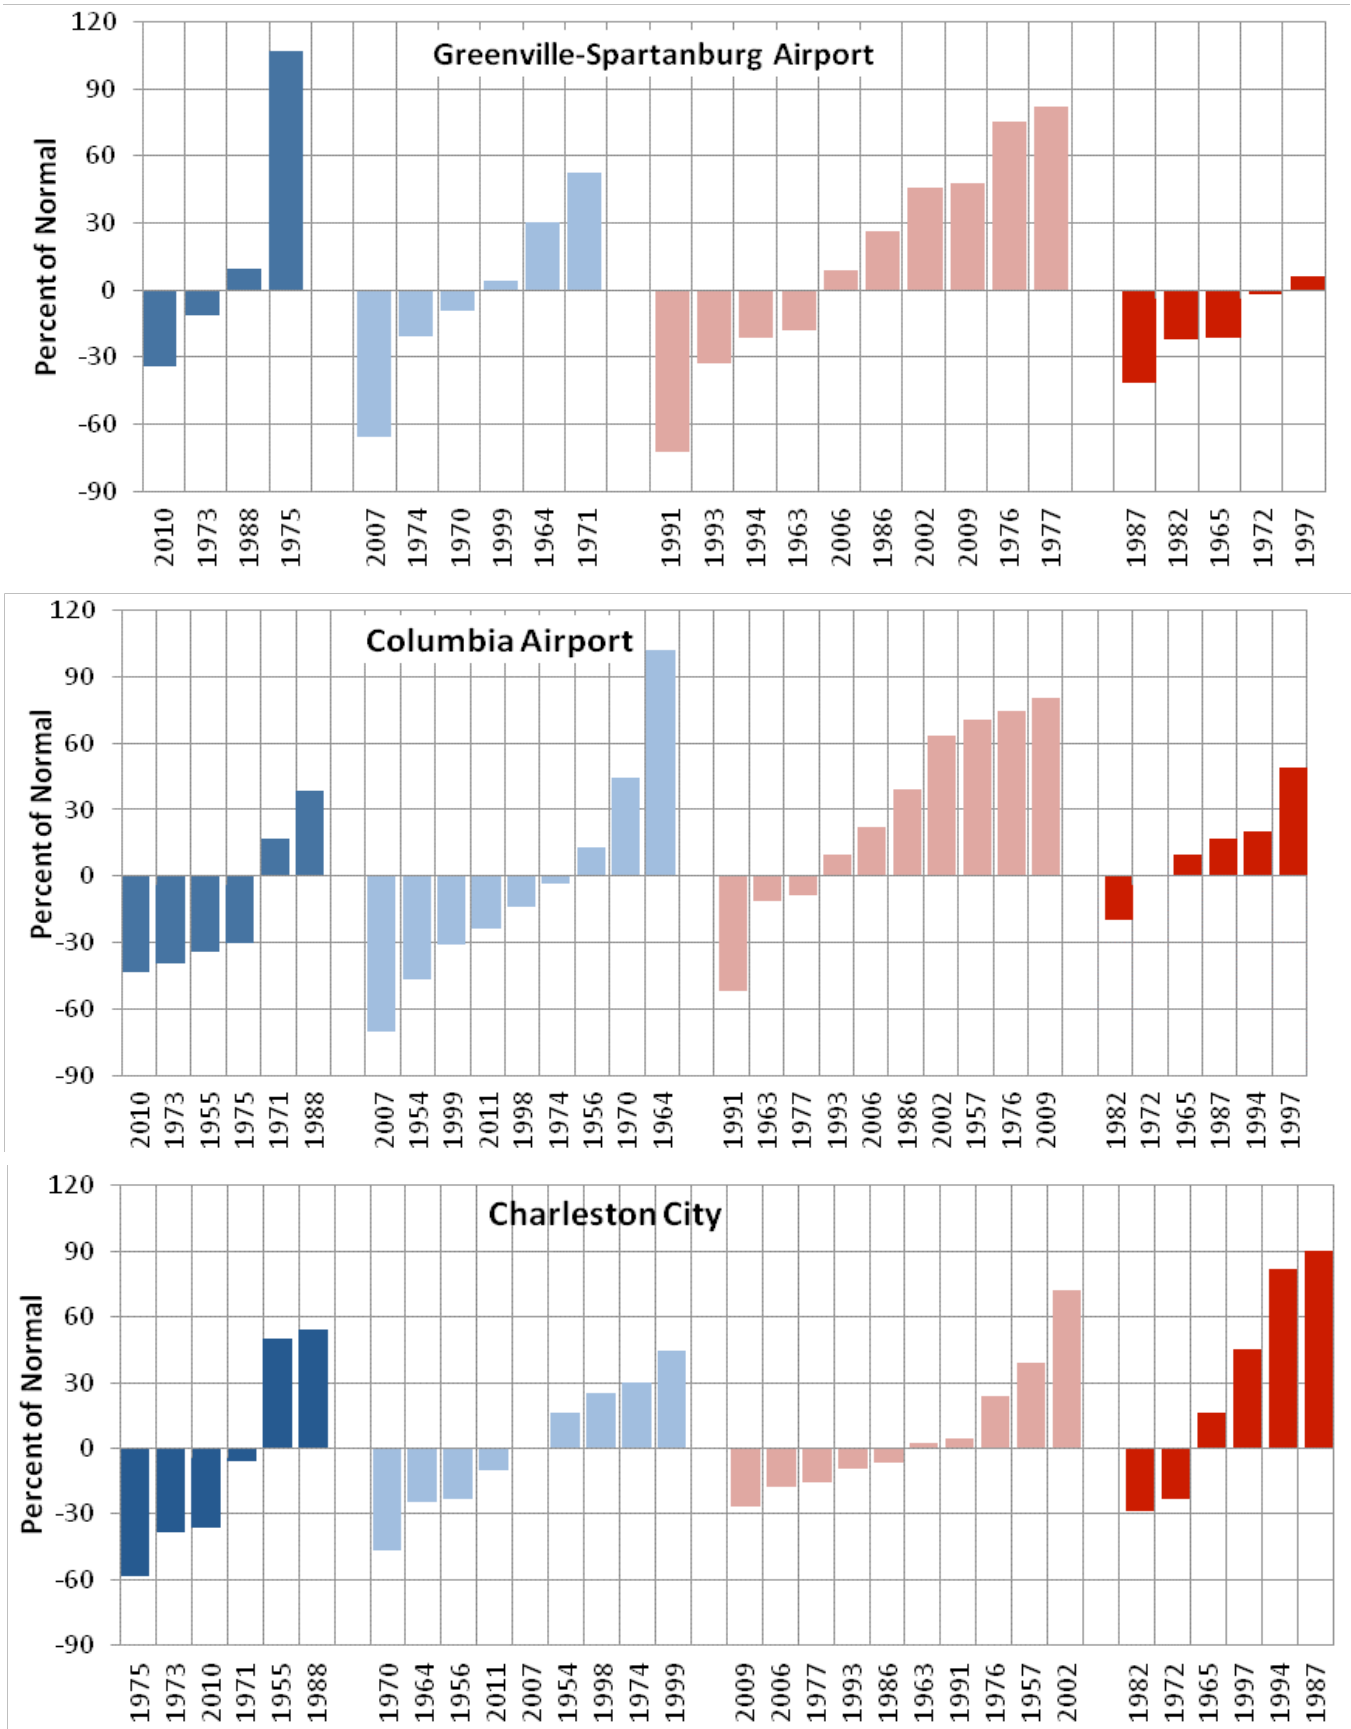 Greenville-Spartanburg Airport
Percent of Normal
120
90
60
30
0
-30
-60
-90
2010 1973 1988 1975 2007 1974 1970 1999 1964 1971 1991 1993 1994 1963 2006 1986 2002 2009 1976 1977 1987 1982 1965 1972 1997
Columbia Airport
Percent of Normal
120
90
60
30
0
-30
-60
-90
2010 1973 1955 1975 1971 1988 2007 1954 1999 2011 1998 1974 1956 1970 1964 1991 1963 1977 1993 2006 1986 2002 1957 1976 2009 1982 1972 1965 1987 1994 1997
Charleston City
Percent of Normal
120
90
60
30
0
-30
-60
-90
1975 1973 2010 1971 1955 1988 1970 1964 1956 2011 2007 1954 1998 1974 1999 2009 2006 1977 1993 1986 1963 1991 1976 1957 2002 1982 1972 1965 1997 1994 1987